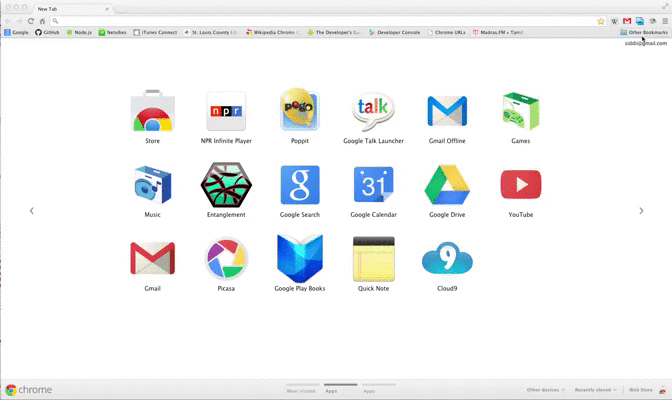 New Tab
Google GitHub Node.js Netvibes iTunes Connect St. Louis County Li Wikipedia Chrome C The Developer's Gu Developer Console Chrome URLs Madras.FM • Tamil Other Bookmarks
siddii@gmail.com
npr talk
Store NPR Infinite Player Poppit Google Talk Launcher Gmail Offline Games
g 31
Music Entanglement Google Search Google Calendar Google Drive YouTube
9
Gmail Picasa Google Play Books Quick Note Cloud9
chrome Most visited Apps Apps Other devices Recently closed Web Store